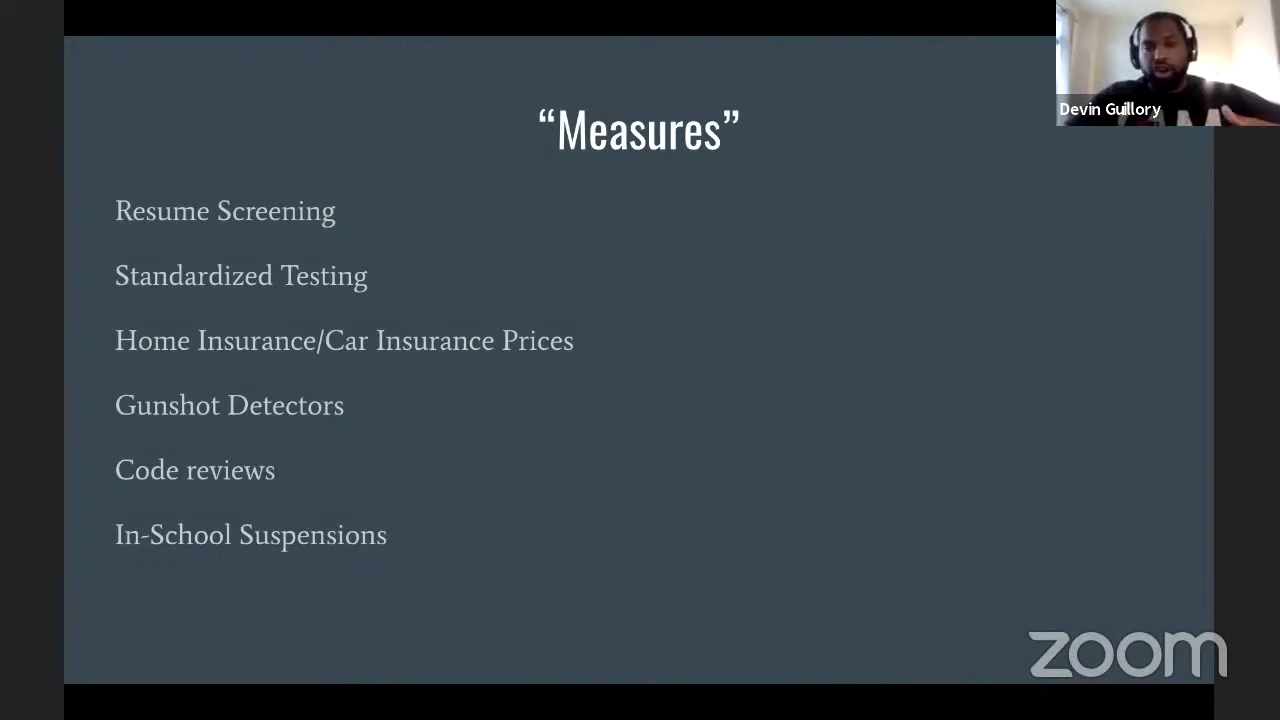 “Measures”
Devin Guillory
Resume Screening
Standardized Testing
Home Insurance/Car Insurance Prices
Gunshot Detectors
Code reviews
In-School Suspensions
zoom